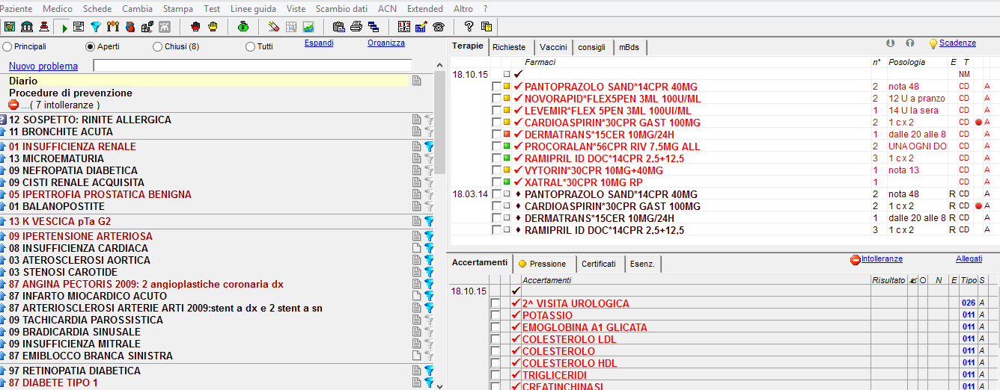 Paziente Medico Schede Cambia Stampa Test Linee guida Viste Scambio dati ACN Extended Altro ?
Principali Aperti Chiusi (8) Tutti Espandi Organizza
Nuovo problema
Diario
Procedure di prevenzione
...( 7 intolleranze )
12 SOSPETTO: RINITE ALLERGICA
11 BRONCHITE ACUTA
01 INSUFFICIENZA RENALE
13 MICROEMATURIA
09 NEFROPATIA DIABETICA
09 CISTI RENALE ACQUISITA
05 IPERTROFIA PROSTATICA BENIGNA
01 BALANOPOSTITE
13 K VESCICA pTa G2
09 IPERTENSIONE ARTERIOSA
08 INSUFFICIENZA CARDIACA
03 ATEROSCLEROSI AORTICA
03 STENOSI CAROTIDE
87 ANGINA PECTORIS 2009: 2 angioplastiche coronaria dx
87 INFARTO MIOCARDICO ACUTO
87 ARTERIOSCLEROSI ARTERIE ARTI 2009:stent a dx e 2 stent a sn
09 TACHICARDIA PAROSSISTICA
09 BRADICARDIA SINUSALE
09 INSUFFICIENZA MITRALE
87 EMIBLOCCO BRANCA SINISTRA
97 RETINOPATIA DIABETICA
87 DIABETE TIPO 1
Terapie Richieste Vaccini consigli mBds Scadenze
Farmaci n° Posologia E T
18.10.15 NM
PANTOPRAZOLO SAND*14CPR 40MG 2 nota 48 CD A
NOVORAPID*FLEX5PEN 3ML 100U/ML 2 12 U a pranzo CD A
LEVEMIR*FLEX 5PEN 3ML 100UI/ML 1 14 U la sera CD A
CARDIOASPIRIN*30CPR GAST 100MG 2 1 c x 2 CD A
DERMATRANS*15CER 10MG/24H 1 dalle 20 alle 8 CD A
PROCORALAN*56CPR RIV 7,5MG ALL 2 UNA OGNI DO CD A
RAMIPRIL ID DOC*14CPR 2,5+12,5 3 1 c x 2 CD A
VYTORIN*30CPR 10MG+40MG 1 nota 13 CD A
XATRAL*30CPR 10MG RP 1 CD A
18.03.14 PANTOPRAZOLO SAND*14CPR 40MG 2 nota 48 R CD A
CARDIOASPIRIN*30CPR GAST 100MG 2 1 c x 2 R CD A
DERMATRANS*15CER 10MG/24H 1 dalle 20 alle 8 R CD A
RAMIPRIL ID DOC*14CPR 2,5+12,5 3 1 c x 2 R CD A
Accertamenti Pressione Certificati Esenz. Intolleranze Allegati
Accertamenti Risultato O N E Tipo S
18.10.15
2^ VISITA UROLOGICA 026 A
POTASSIO 011 A
EMOGLOBINA A1 GLICATA 011 A
COLESTEROLO LDL 011 A
COLESTEROLO 011 A
COLESTEROLO HDL 011 A
TRIGLICERIDI 011 A
CREATINCHINASI 011 A